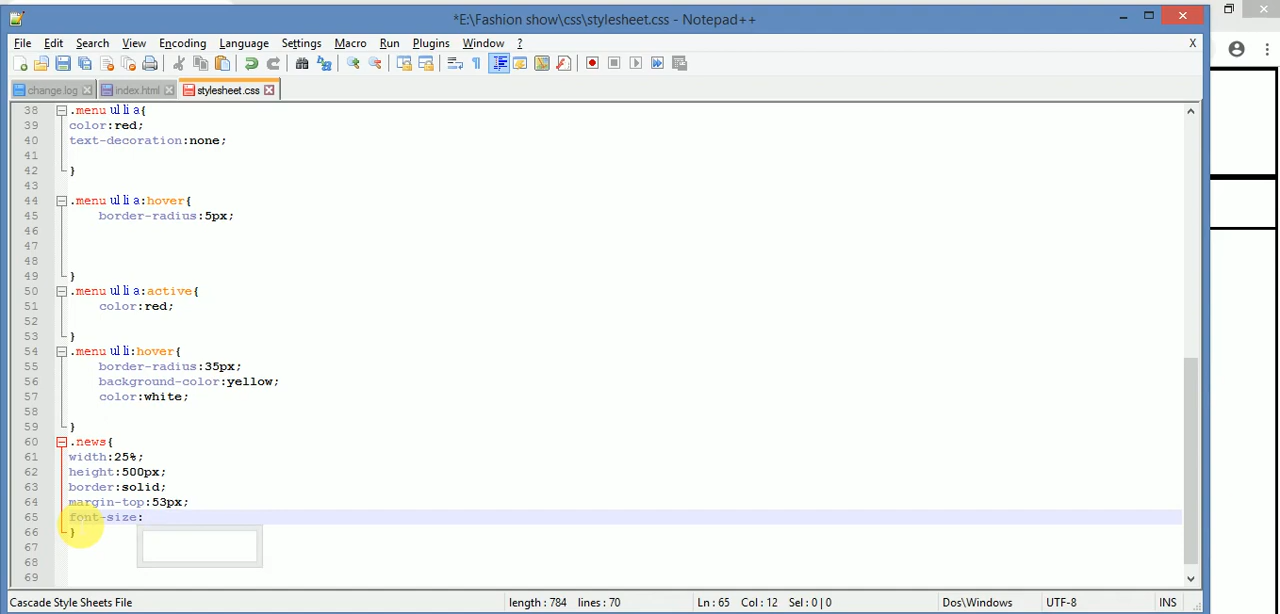 *E:\Fashion show\css\stylesheet.css - Notepad++
File Edit Search View Encoding Language Settings Macro Run Plugins Window ? X
change.log index.html stylesheet.css
38 .menu ul li a{
39 color:red;
40 text-decoration:none;
41
42 }
43
44 .menu ul li a:hover{
45 border-radius:5px;
46
47
48
49 }
50 .menu ul li a:active{
51 color:red;
52
53 }
54 .menu ul li:hover{
55 border-radius:35px;
56 background-color:yellow;
57 color:white;
58
59 }
60 .news{
61 width:25%;
62 height:500px;
63 border:solid;
64 margin-top:53px;
65 font-size:
66 }
67
68
69
Cascade Style Sheets File length : 784 lines : 70 Ln : 65 Col : 12 Sel : 0 | 0 Dos\Windows UTF-8 INS